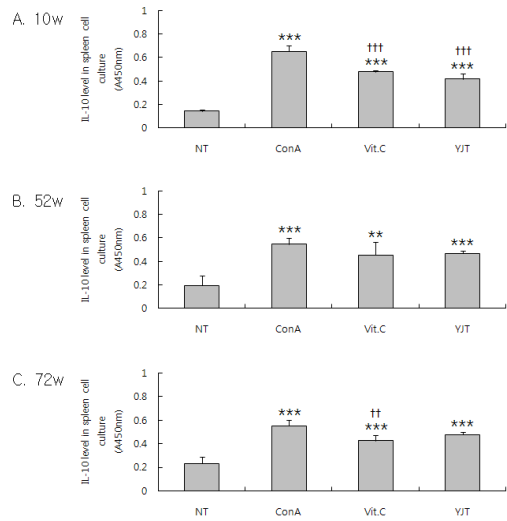 A. 10w
IL-10 level in spleen cell
culture
(A450nm)
1
0.8
0.6
0.4
0.2
0
***
†††
***
†††
***
NT
ConA
Vit.C
YJT
B. 52w
IL-10 level in spleen cell
culture
(A450nm)
1
0.8
0.6
0.4
0.2
0
***
**
***
NT
ConA
Vit.C
YJT
C. 72w
IL-10 level in spleen cell
culture
(A450nm)
1
0.8
0.6
0.4
0.2
0
***
††
***
***
NT
ConA
Vit.C
YJT